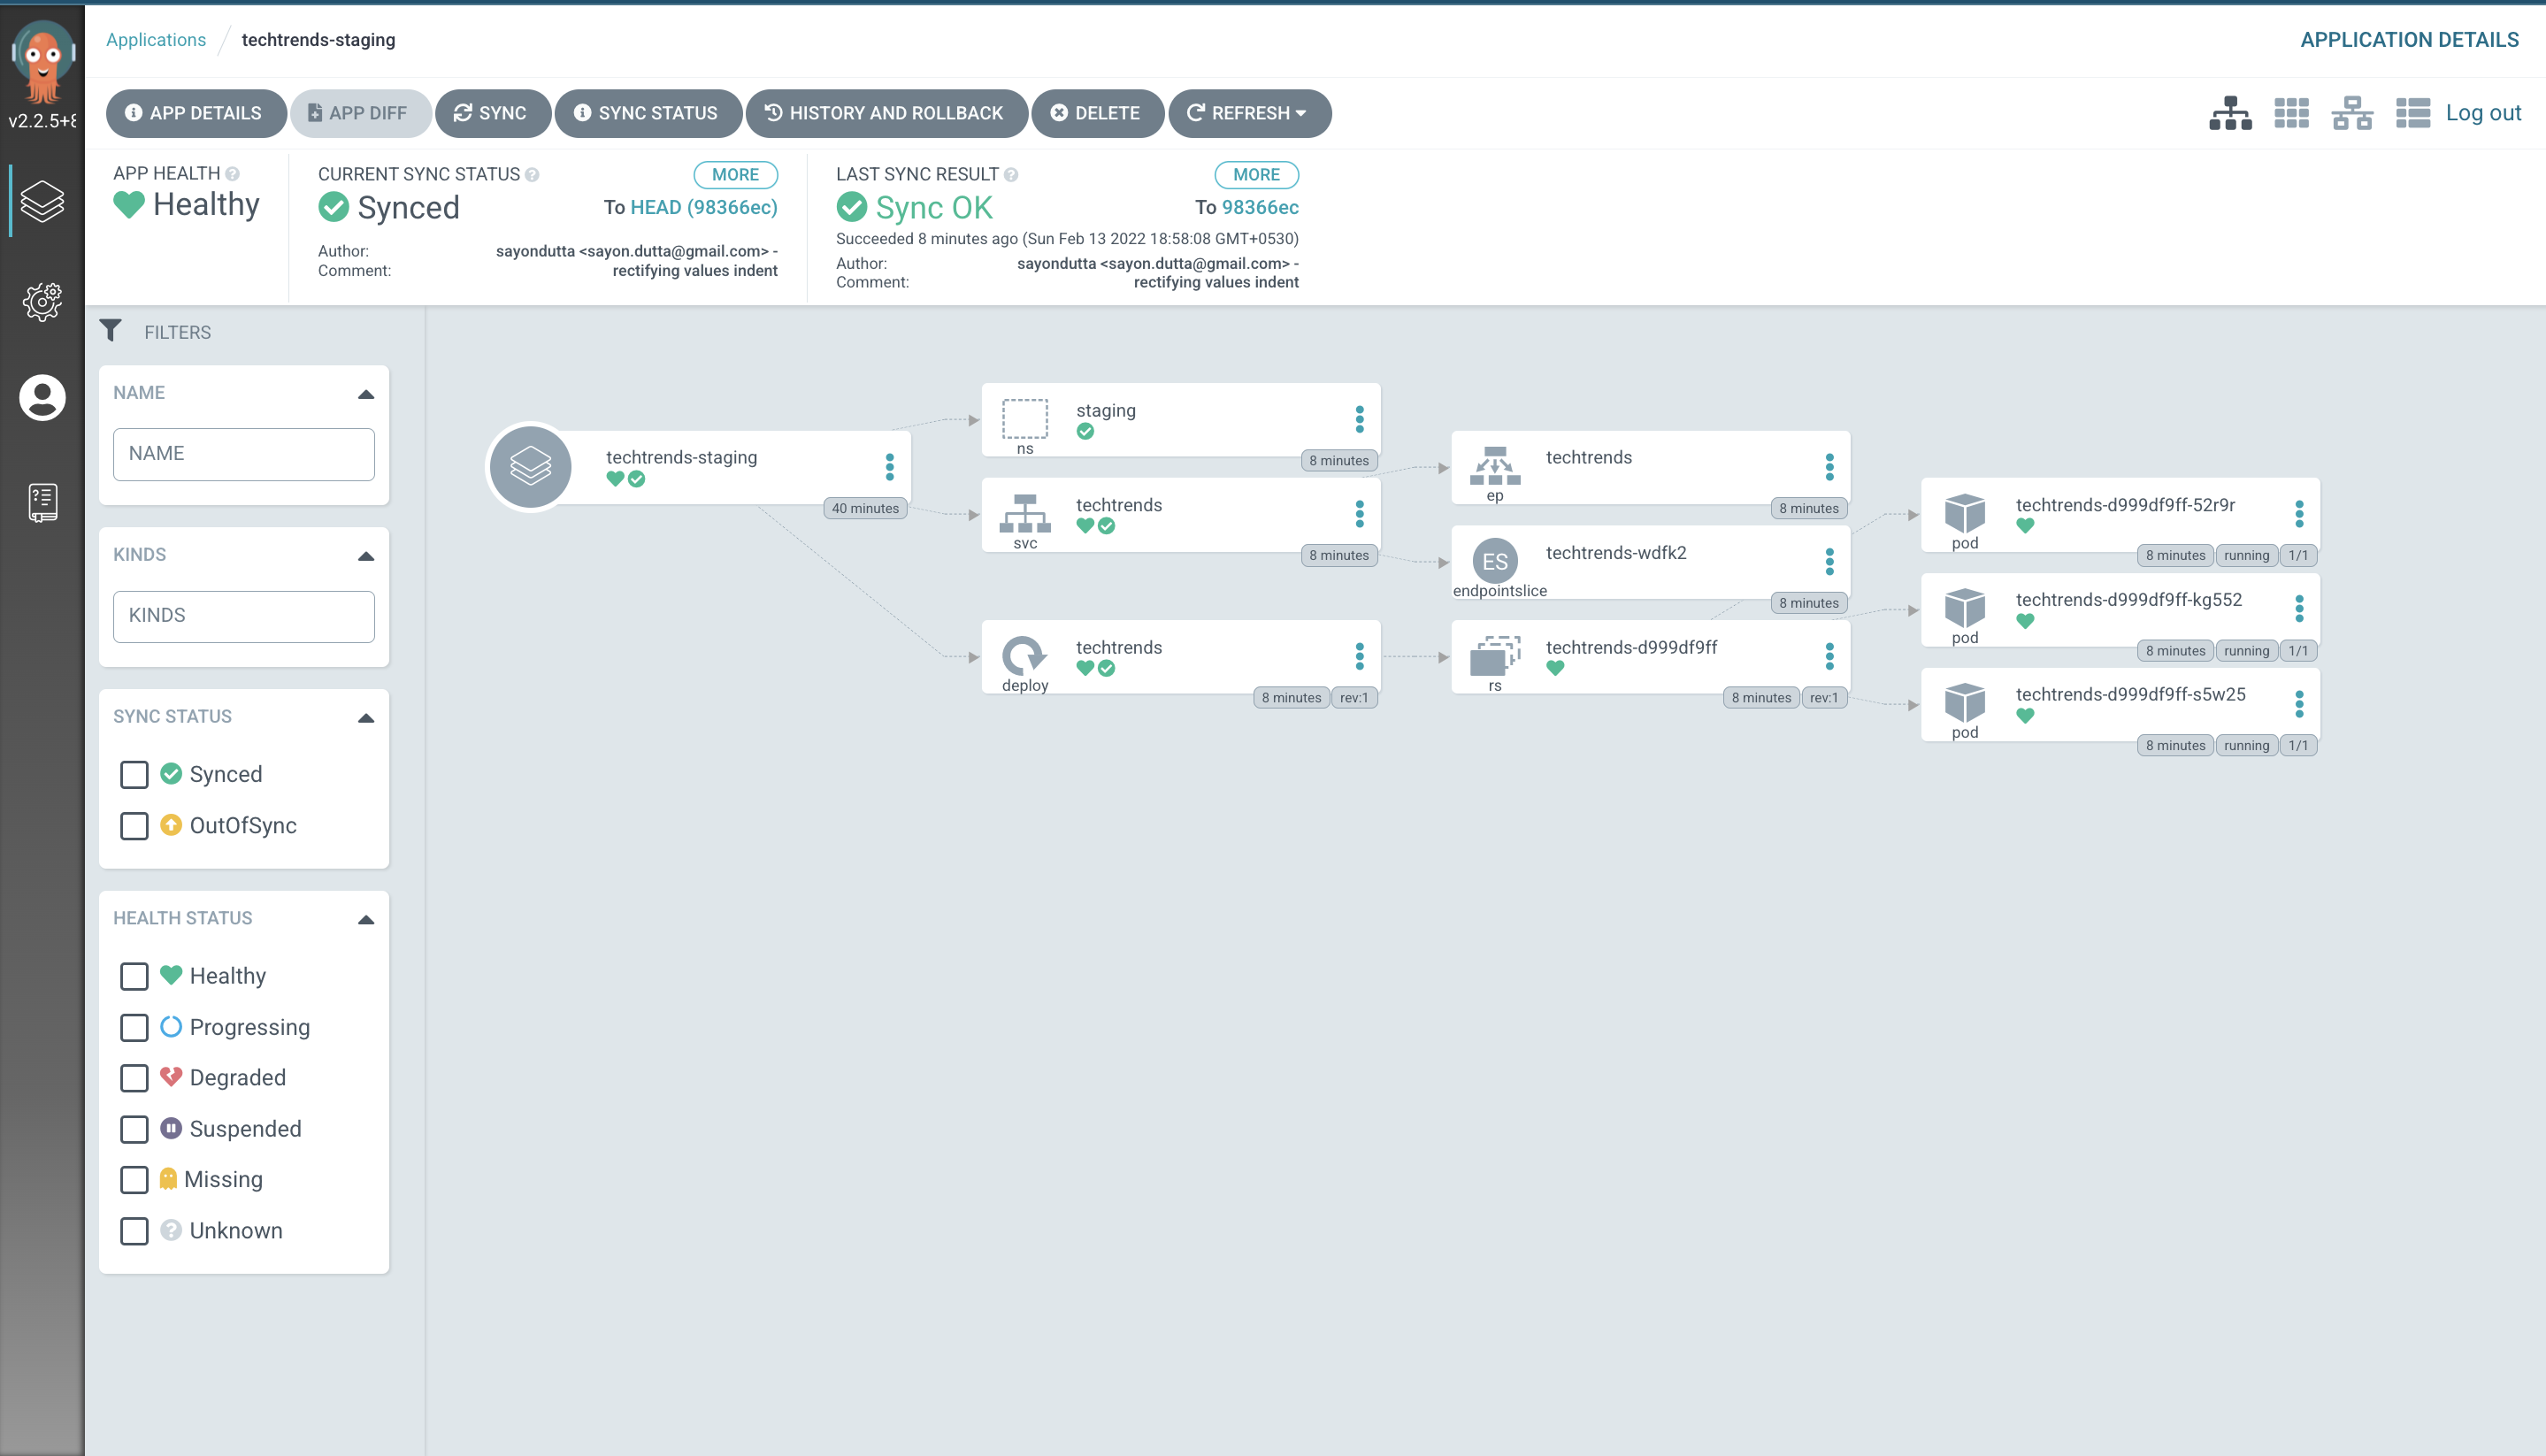 Applications / techtrends-staging
APPLICATION DETAILS
v2.2.5+8
APP DETAILS
APP DIFF
SYNC
SYNC STATUS
HISTORY AND ROLLBACK
DELETE
REFRESH
Log out
APP HEALTH
Healthy
CURRENT SYNC STATUS
MORE
Synced
To HEAD (98366ec)
Author: sayondutta <sayon.dutta@gmail.com> -
Comment: rectifying values indent
LAST SYNC RESULT
MORE
Sync OK
To 98366ec
Succeeded 8 minutes ago (Sun Feb 13 2022 18:58:08 GMT+0530)
Author: sayondutta <sayon.dutta@gmail.com> -
Comment: rectifying values indent
FILTERS
NAME
NAME
KINDS
KINDS
SYNC STATUS
Synced
OutOfSync
HEALTH STATUS
Healthy
Progressing
Degraded
Suspended
Missing
Unknown
techtrends-staging
40 minutes
staging
ns
8 minutes
techtrends
svc
8 minutes
techtrends
deploy
8 minutes rev:1
techtrends
ep
8 minutes
ES
techtrends-wdfk2
endpointslice
8 minutes
techtrends-d999df9ff
rs
8 minutes rev:1
techtrends-d999df9ff-52r9r
pod
8 minutes running 1/1
techtrends-d999df9ff-kg552
pod
8 minutes running 1/1
techtrends-d999df9ff-s5w25
pod
8 minutes running 1/1